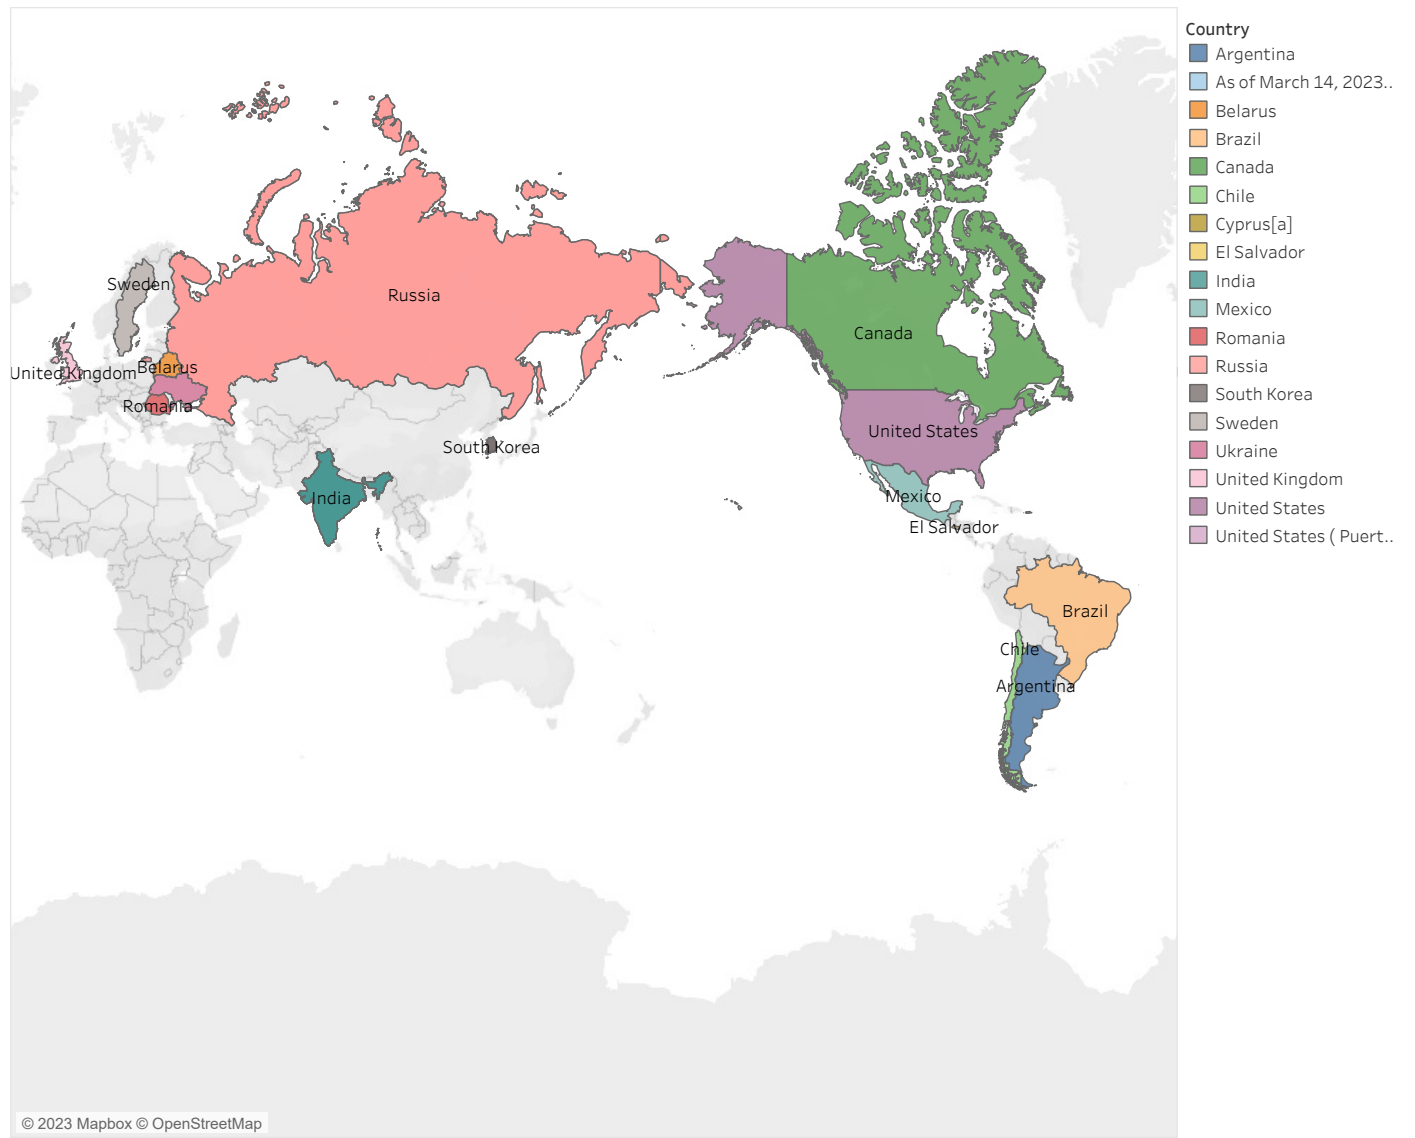 Country
Argentina
As of March 14, 2023..
Belarus
Brazil
Canada
Chile
Cyprus[a]
El Salvador
India
Mexico
Romania
Russia
South Korea
Sweden
Ukraine
United Kingdom
United States
United States ( Puert..
Sweden
Russia
Canada
United Kingdom
Belarus
Romania
United States
South Korea
India
Mexico
El Salvador
Brazil
Chile
Argentina
© 2023 Mapbox © OpenStreetMap